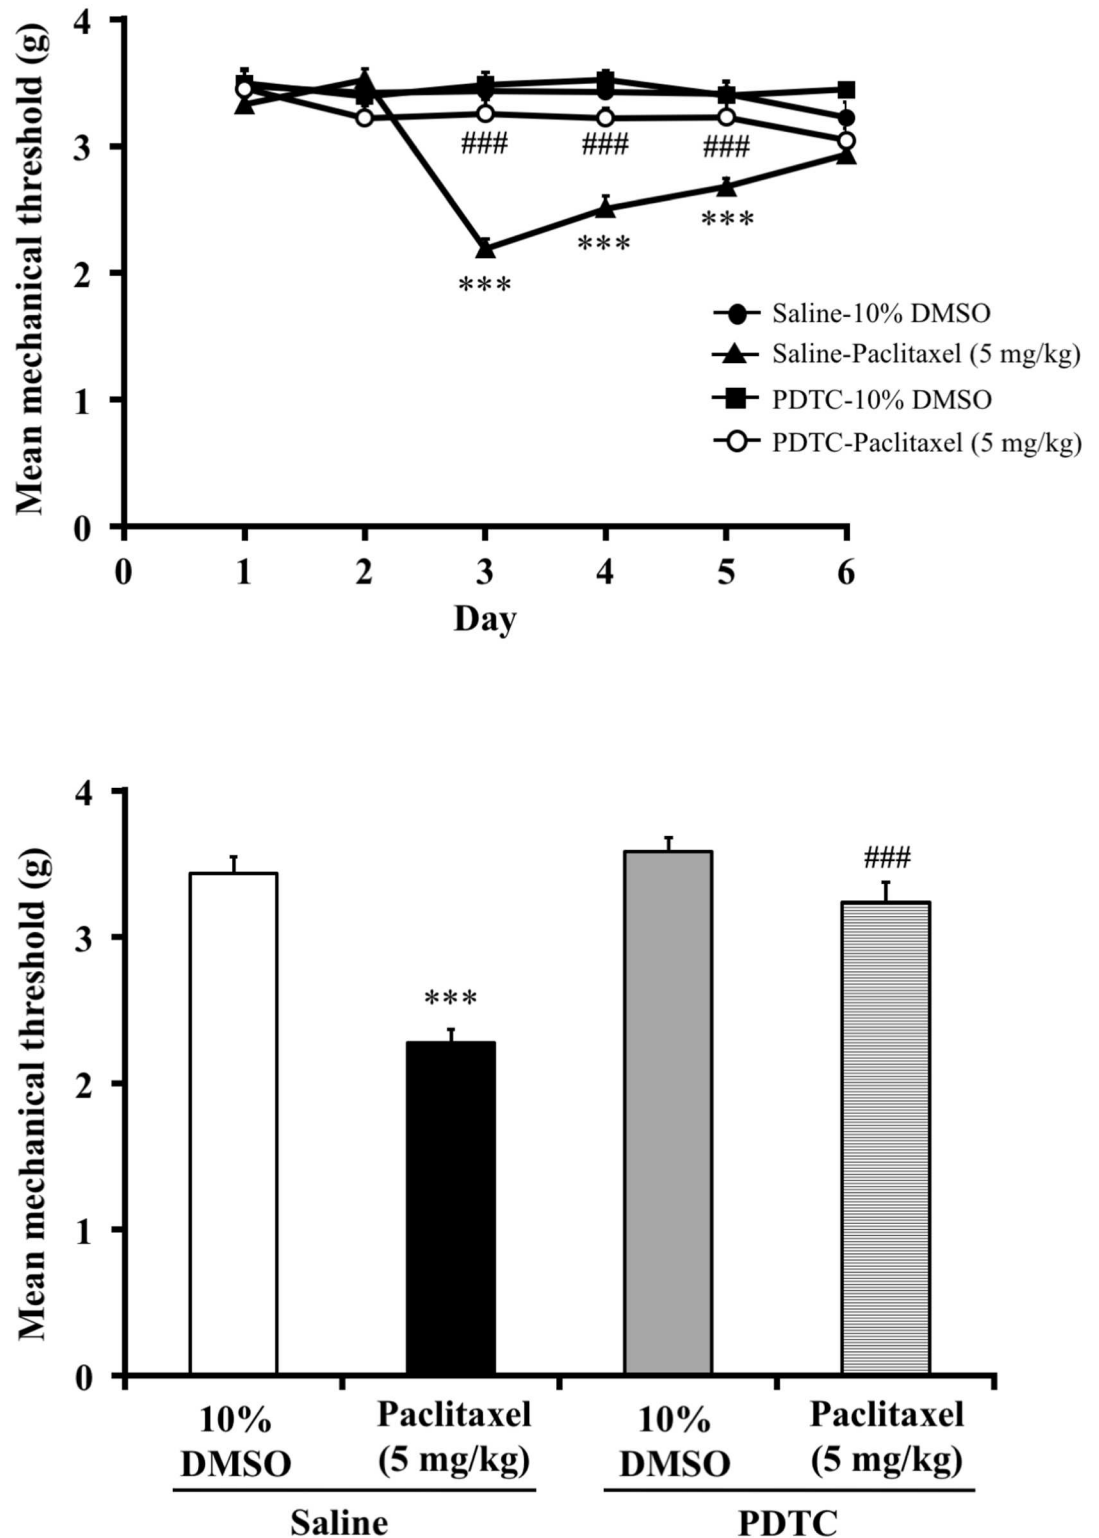 Mean mechanical threshold (g)
4
3
2
1
0
### ### ###
*** *** ***
Saline-10% DMSO
Saline-Paclitaxel (5 mg/kg)
PDTC-10% DMSO
PDTC-Paclitaxel (5 mg/kg)
0 1 2 3 4 5 6
Day
Mean mechanical threshold (g)
4
3
2
1
0
***
###
10% DMSO
Paclitaxel (5 mg/kg)
10% DMSO
Paclitaxel (5 mg/kg)
Saline
PDTC